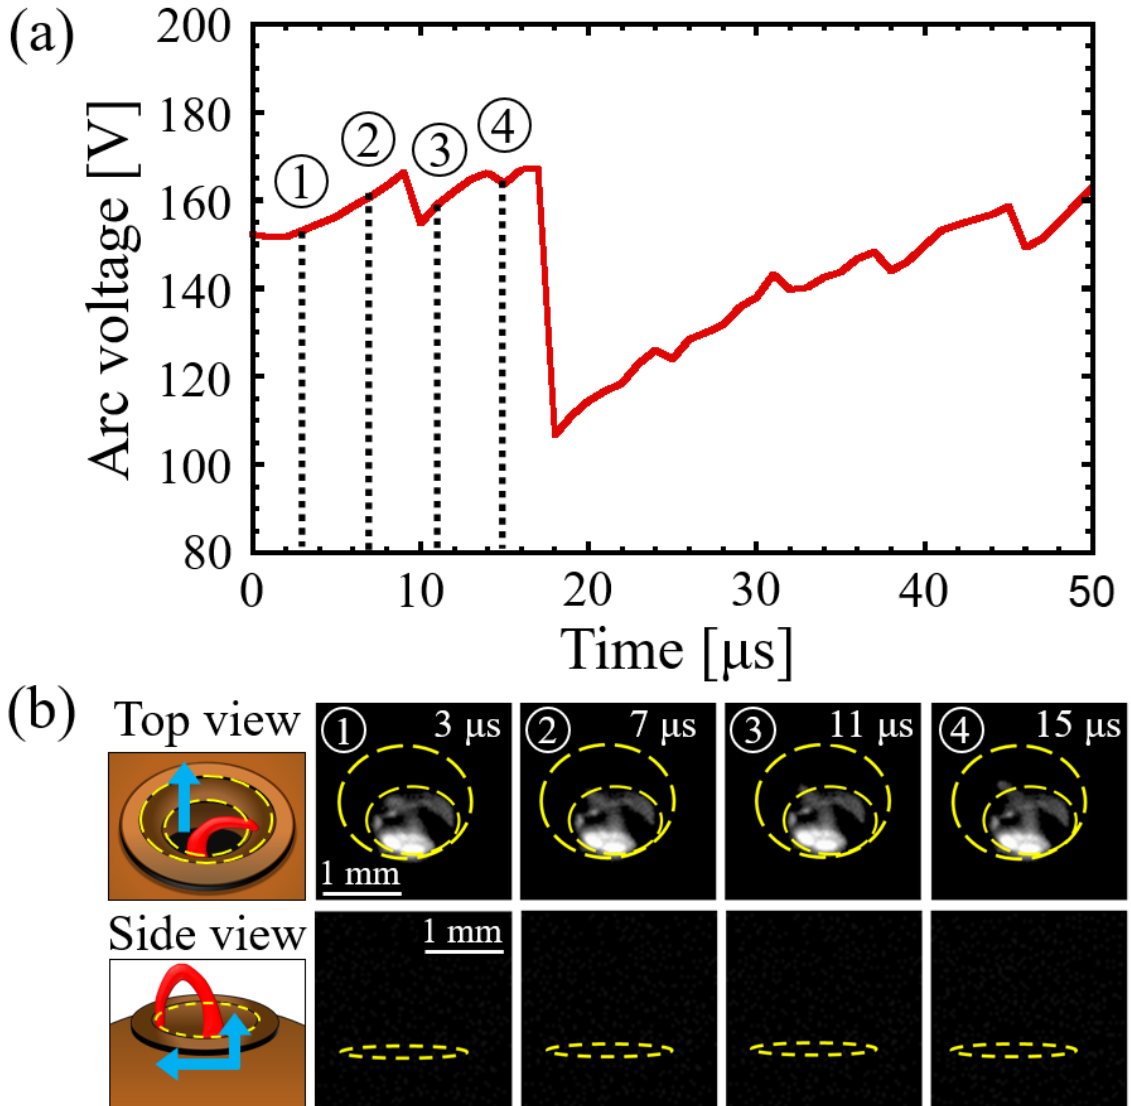 (a)
Arc voltage [V]
200
180
160
140
120
100
80
① ② ③ ④
0 10 20 30 40 50
Time [μs]
(b)
Top view
① 3 μs
② 7 μs
③ 11 μs
④ 15 μs
1 mm
Side view
1 mm